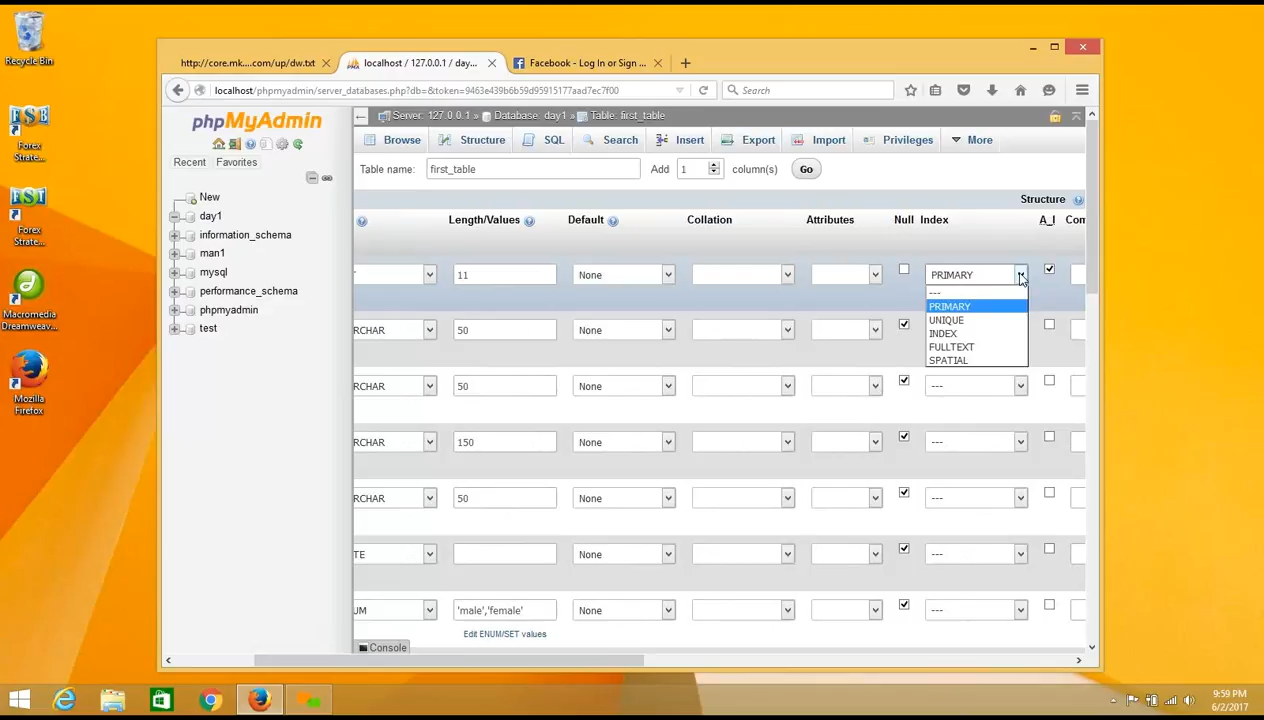 Recycle Bin
Forex
Strate...
Forex
Strate...
Macromedia
Dreamweav...
Mozilla
Firefox
http://core.mk....com/up/dw.txt
localhost / 127.0.0.1 / day...
Facebook - Log In or Sign ...
localhost/phpmyadmin/server_databases.php?db=&token=9463e439b6b59d95915177aad7ec7f00
Search
phpMyAdmin
Recent Favorites
New
day1
information_schema
man1
mysql
performance_schema
phpmyadmin
test
Server: 127.0.0.1 » Database: day1 » Table: first_table
Browse Structure SQL Search Insert Export Import Privileges More
Table name: first_table Add 1 column(s) Go
Structure
Length/Values Default Collation Attributes Null Index A_I Com
11 None PRIMARY
---
PRIMARY
UNIQUE
INDEX
FULLTEXT
SPATIAL
RCHAR 50 None
RCHAR 50 None ---
RCHAR 150 None ---
RCHAR 50 None ---
TE None ---
UM 'male','female' None ---
Edit ENUM/SET values
Console
9:59 PM
6/2/2017